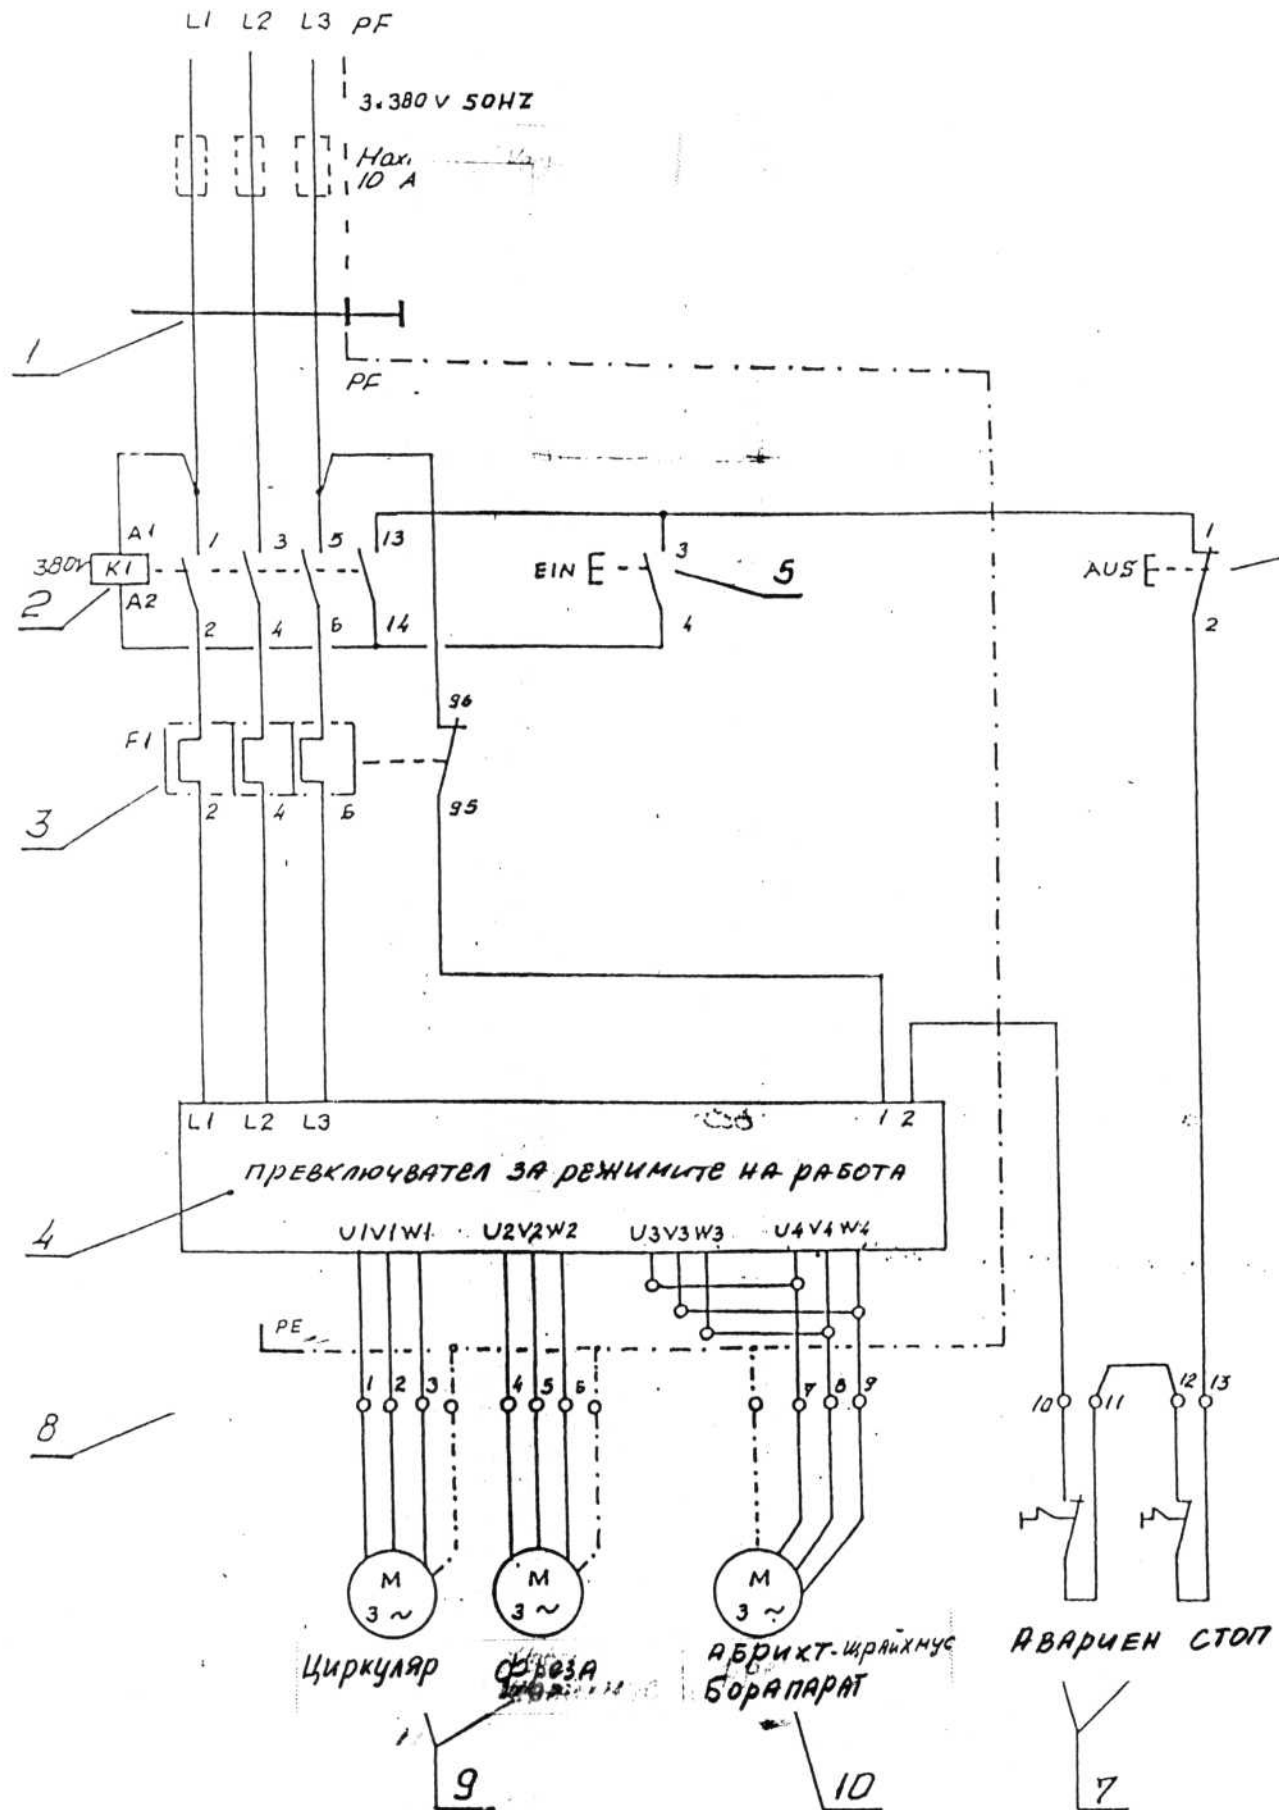 L1 L2 L3 PF
3×380V 50HZ
Max.
10 A
1
PF
A1 1 3 5 13
380V K1
2
A2
2 4 6 14
EIN
3
5
4
1
AUS
2
96
F1
2 4 6
95
3
L1 L2 L3 1 2
ПРЕВКЛЮЧВАТЕЛ ЗА РЕЖИМИТЕ НА РАБОТА
4
U1V1W1 U2V2W2 U3V3W3 U4V4W4
PE
1 2 3 4 5 6 7 8 9
10 11 12 13
8
M
3 ~
M
3 ~
M
3 ~
Циркуляр
Фреза
АБРИХТ-ЩРАЙХМУС
БОРАПАРАТ
АВАРИЕН СТОП
9
10
7